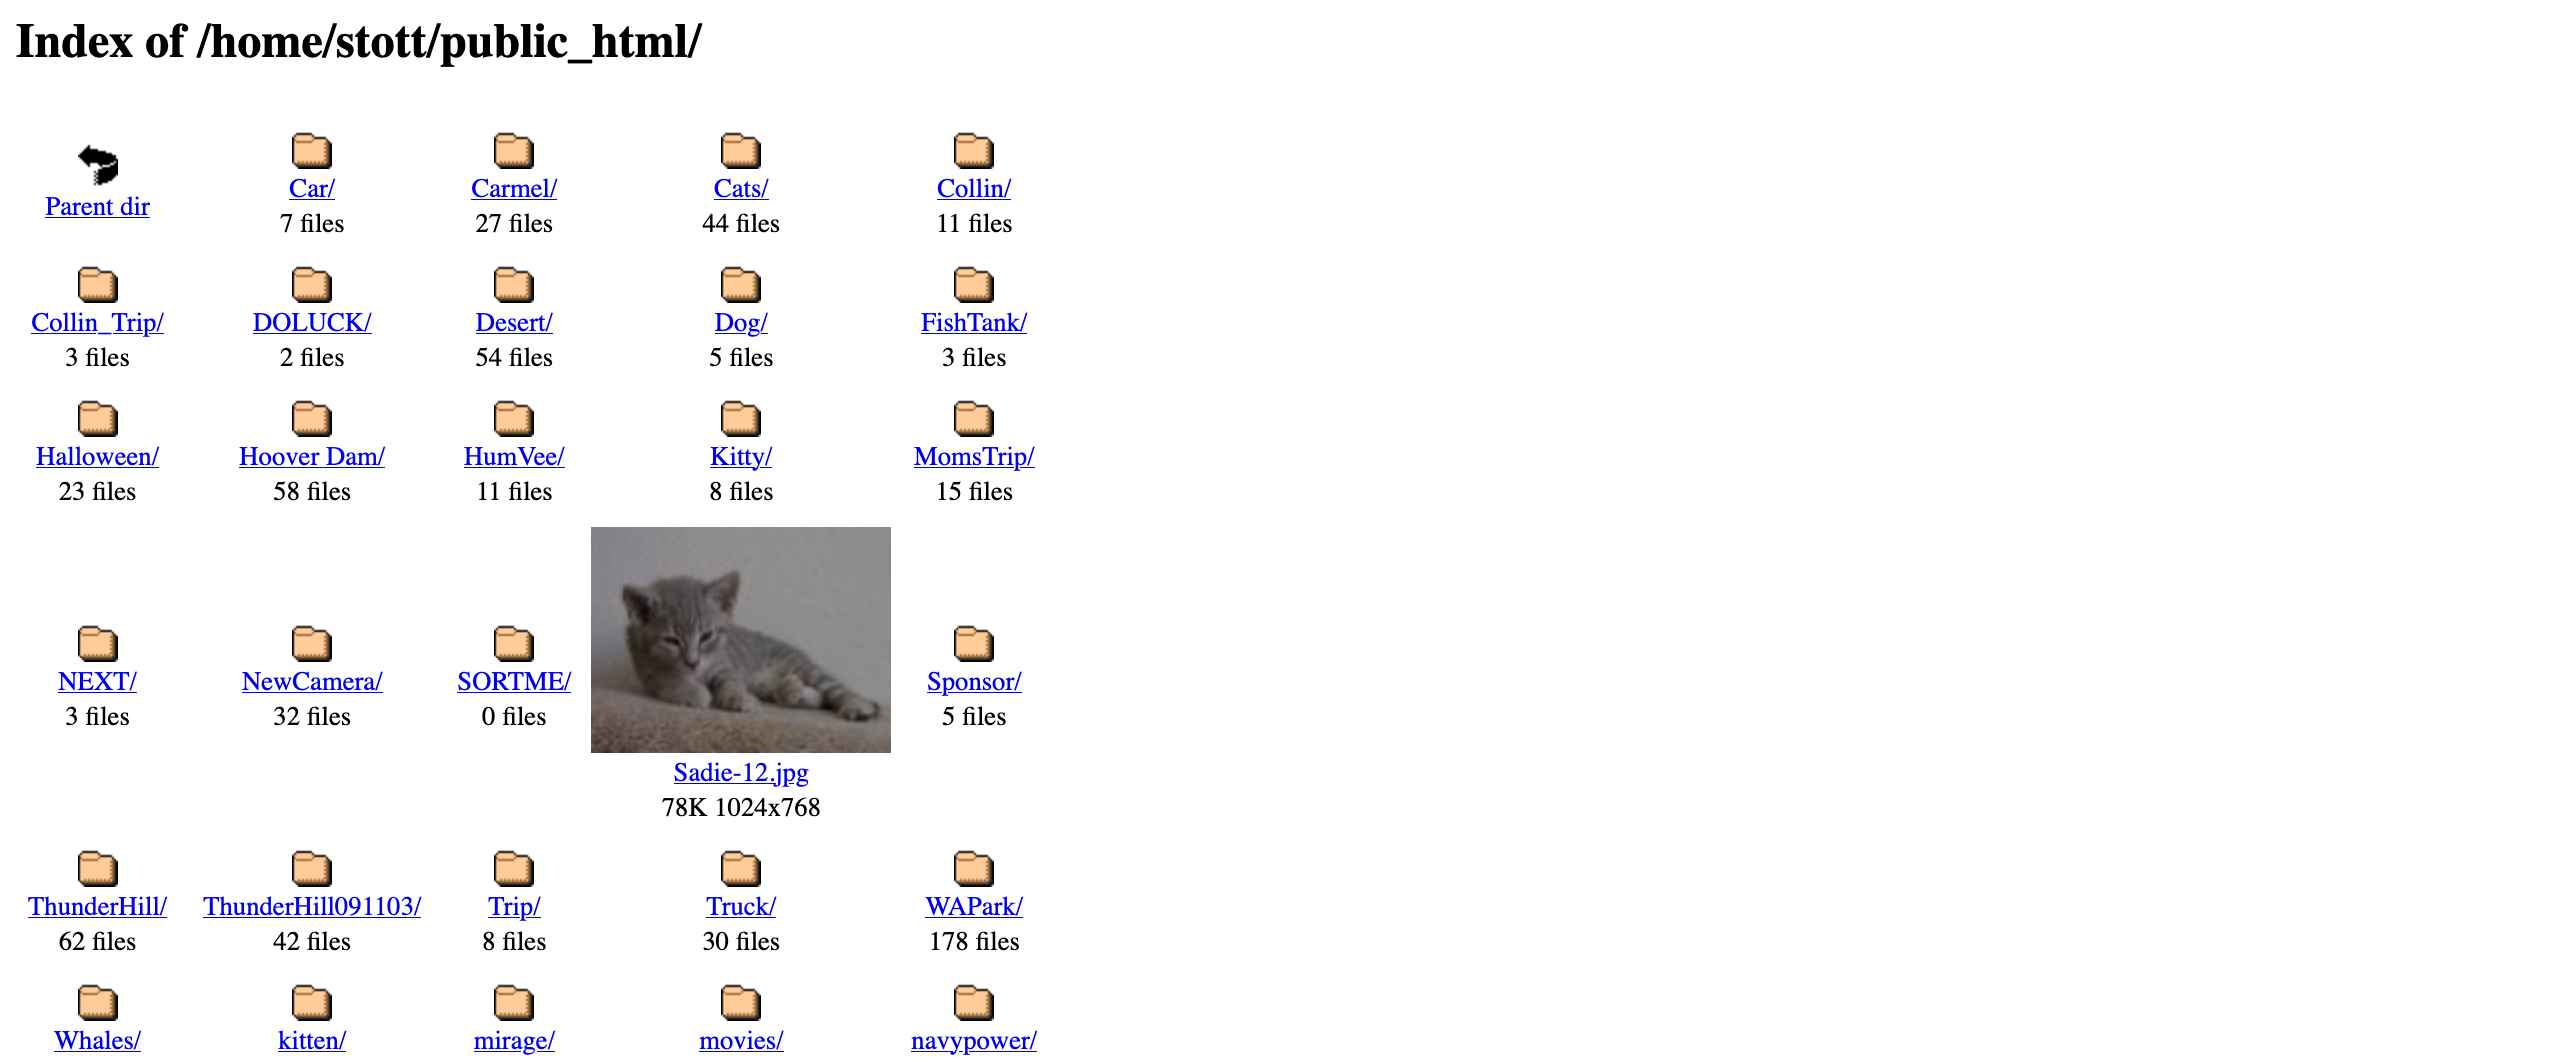 Index of /home/stott/public_html/
Parent dir
Car/
7 files
Carmel/
27 files
Cats/
44 files
Collin/
11 files
Collin_Trip/
3 files
DOLUCK/
2 files
Desert/
54 files
Dog/
5 files
FishTank/
3 files
Halloween/
23 files
Hoover Dam/
58 files
HumVee/
11 files
Kitty/
8 files
MomsTrip/
15 files
NEXT/
3 files
NewCamera/
32 files
SORTME/
0 files
Sadie-12.jpg
78K 1024x768
Sponsor/
5 files
ThunderHill/
62 files
ThunderHill091103/
42 files
Trip/
8 files
Truck/
30 files
WAPark/
178 files
Whales/
kitten/
mirage/
movies/
navypower/